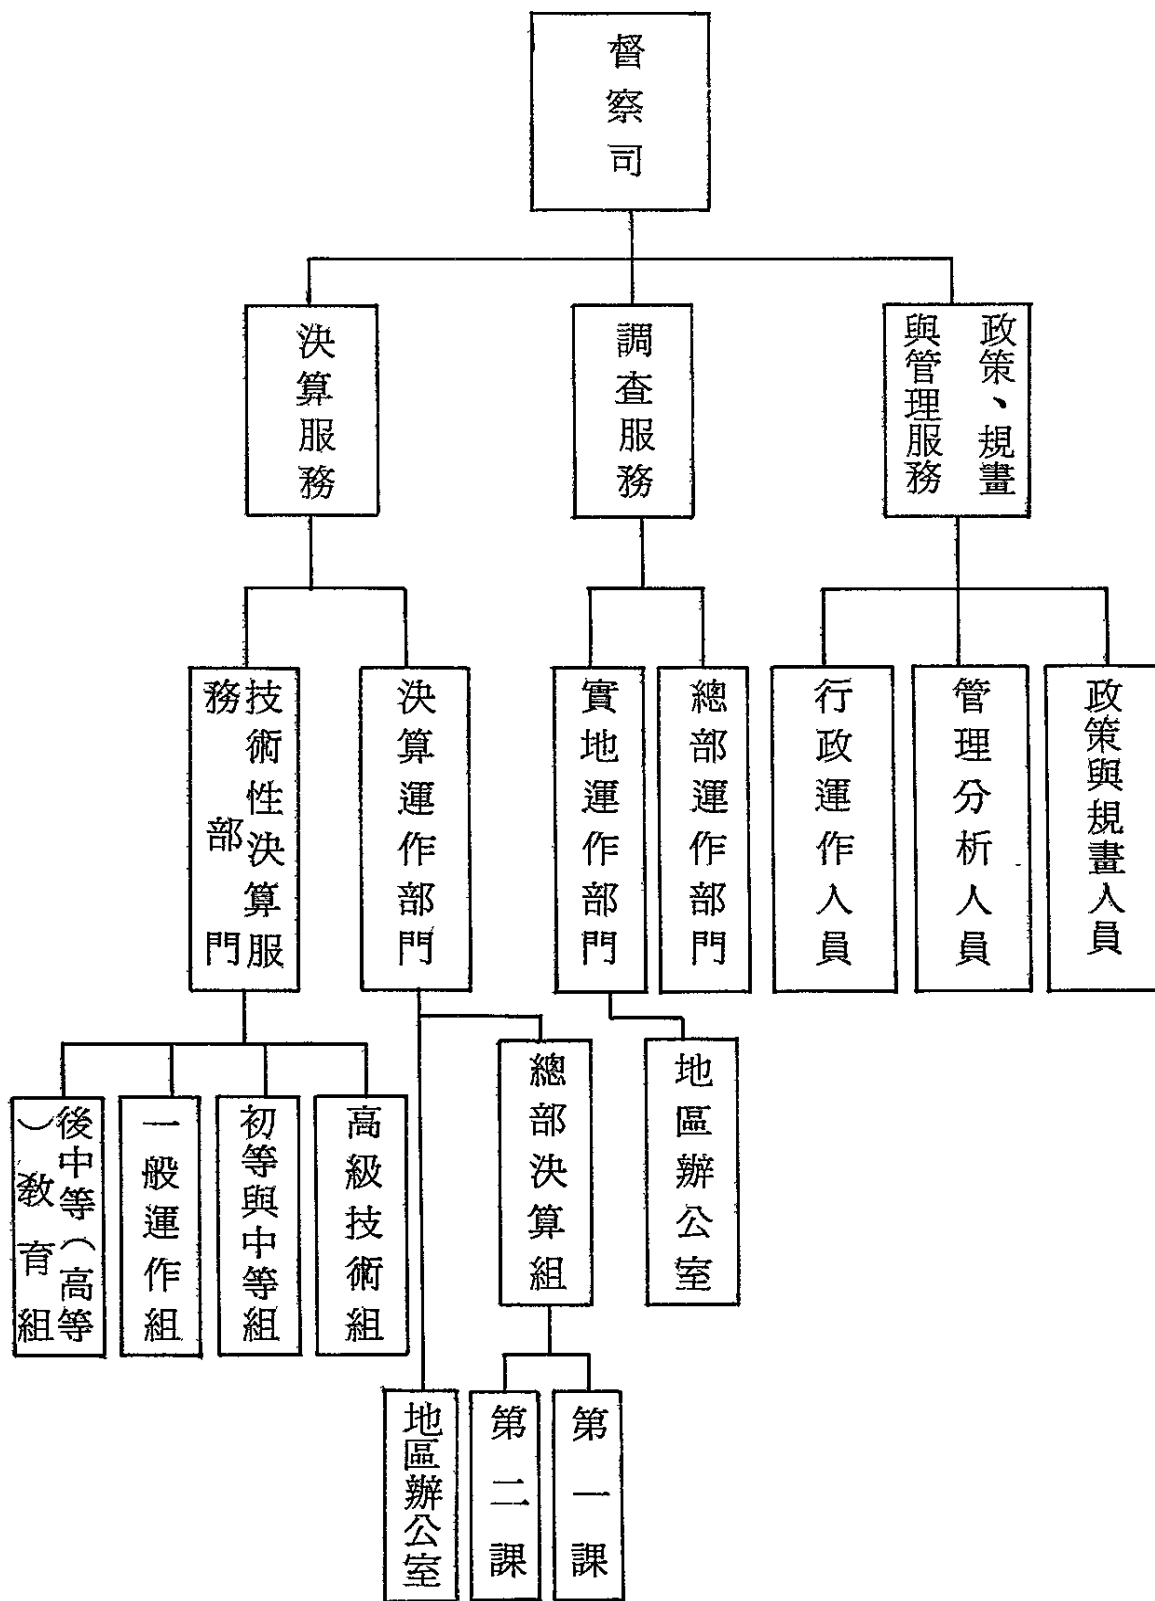 督察司
政策、規畫
與管理服務
調查服務
決算服務
政策與規畫人員
管理分析人員
行政運作人員
總部運作部門
實地運作部門
決算運作部門
技術性決算服
務部門
地區辦公室
總部決算組
高級技術組
初等與中等組
一般運作組
後中等（高等
）教育組
第一課
第二課
地區辦公室